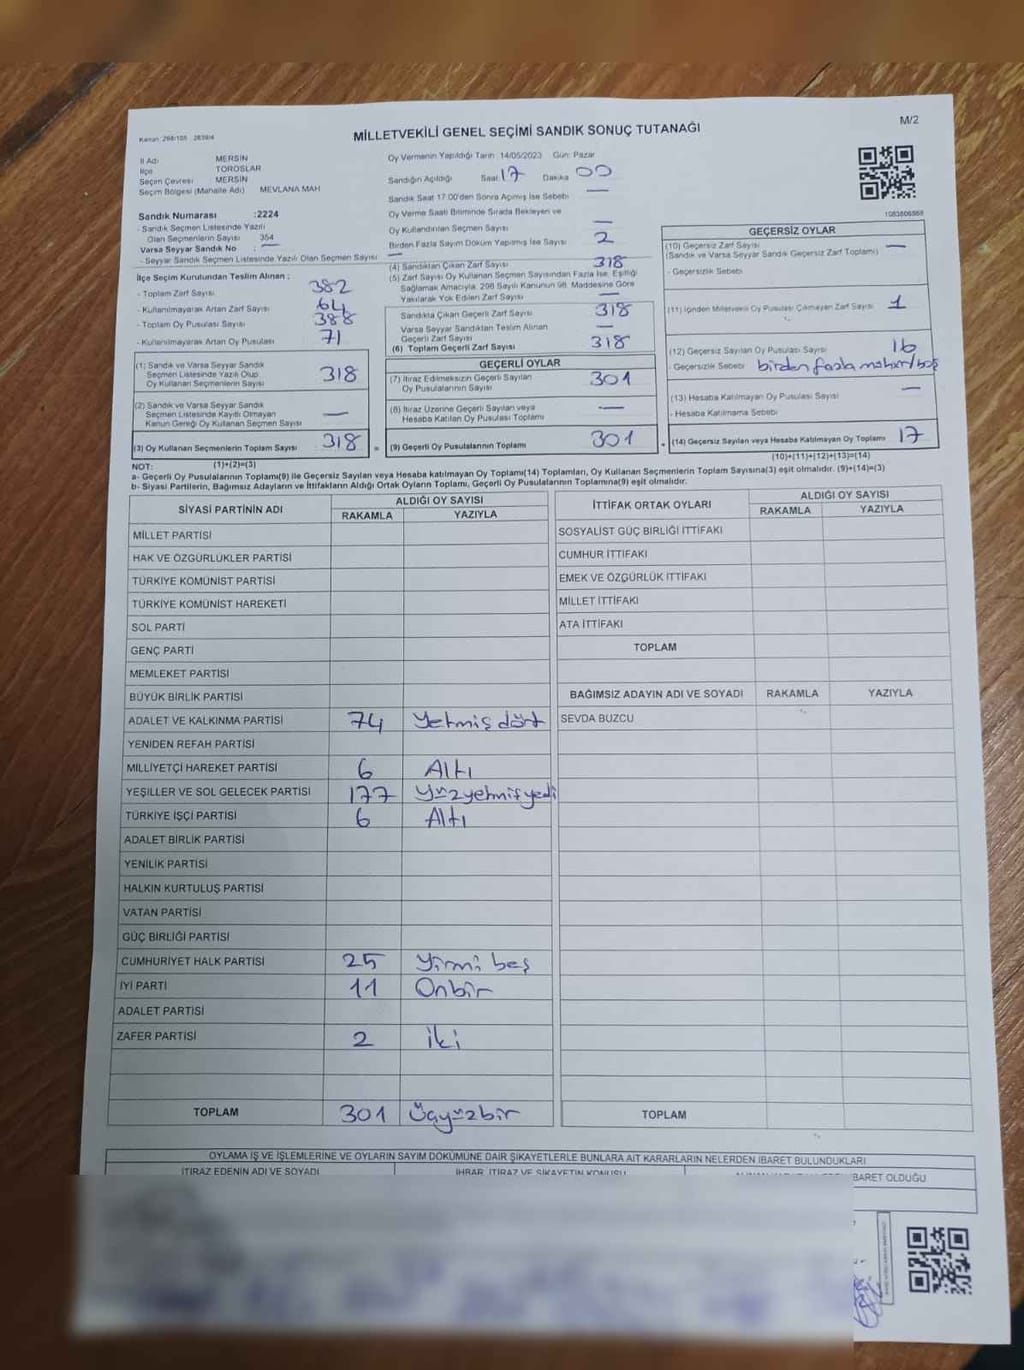 M/2
Kanun :298/105 2839/4
MİLLETVEKİLİ GENEL SEÇİMİ SANDIK SONUÇ TUTANAĞI
İl Adı MERSİN
İlçe TOROSLAR
Seçim Çevresi MERSİN
Seçim Bölgesi (Mahalle Adı) MEVLANA MAH
Sandık Numarası :2224
- Sandık Seçmen Listesinde Yazılı
Olan Seçmenlerin Sayısı 354
Varsa Seyyar Sandık No : —
- Seyyar Sandık Seçmen Listesinde Yazılı Olan Seçmen Sayısı —
İlçe Seçim Kurulundan Teslim Alınan ;
- Toplam Zarf Sayısı 382
- Kullanılmayarak Artan Zarf Sayısı 64
- Toplam Oy Pusulası Sayısı 388
- Kullanılmayarak Artan Oy Pusulası 71
(1) Sandık ve Varsa Seyyar Sandık
Seçmen Listesinde Yazılı Olup
Oy Kullanan Seçmenlerin Sayısı 318
(2) Sandık ve Varsa Seyyar Sandık
Seçmen Listesinde Kaydı Olmayan
Kanun Gereği Oy Kullanan Seçmen Sayısı —
(3) Oy Kullanan Seçmenlerin Toplam Sayısı 318 =
(1)+(2)=(3)
Oy Vermenin Yapıldığı Tarih :14/05/2023 Gün: Pazar
Sandığın Açıldığı Saat 17 Dakika 00
Sandık Saat 17.00'den Sonra Açılmış İse Sebebi —
Oy Verme Saati Bitiminde Sırada Bekleyen ve
Oy Kullandırılan Seçmen Sayısı —
Birden Fazla Sayım Döküm Yapılmış İse Sayısı 2
(4) Sandıktan Çıkan Zarf Sayısı 318
(5) Zarf Sayısı Oy Kullanan Seçmen Sayısından Fazla İse, Eşitliği
Sağlamak Amacıyla, 298 Sayılı Kanunun 98. Maddesine Göre
Yakılarak Yok Edilen Zarf Sayısı —
Sandıkta Çıkan Geçerli Zarf Sayısı 318
Varsa Seyyar Sandıktan Teslim Alınan
Geçerli Zarf Sayısı —
(6) Toplam Geçerli Zarf Sayısı 318
GEÇERLİ OYLAR
(7) İtiraz Edilmeksizin Geçerli Sayılan
Oy Pusulalarının Sayısı 301
(8) İtiraz Üzerine Geçerli Sayılan veya
Hesaba Katılan Oy Pusulası Toplamı —
(9) Geçerli Oy Pusulalarının Toplamı 301 +
1083806868
GEÇERSİZ OYLAR
(10) Geçersiz Zarf Sayısı —
(Sandık ve Varsa Seyyar Sandık Geçersiz Zarf Toplamı)
- Geçersizlik Sebebi
(11) İçinden Milletvekili Oy Pusulası Çıkmayan Zarf Sayısı 1
(12) Geçersiz Sayılan Oy Pusulası Sayısı 16
- Geçersizlik Sebebi birden fazla mühür/boş
(13) Hesaba Katılmayan Oy Pusulası Sayısı —
- Hesaba Katılmama Sebebi
(14) Geçersiz Sayılan veya Hesaba Katılmayan Oy Toplamı 17
(10)+(11)+(12)+(13)=(14)
NOT:
a- Geçerli Oy Pusulalarının Toplamı(9) ile Geçersiz Sayılan veya Hesaba katılmayan Oy Toplamı(14) Toplamları, Oy Kullanan Seçmenlerin Toplam Sayısına(3) eşit olmalıdır. (9)+(14)=(3)
b- Siyasi Partilerin, Bağımsız Adayların ve İttifakların Aldığı Ortak Oyların Toplamı, Geçerli Oy Pusulalarının Toplamına(9) eşit olmalıdır.
SİYASİ PARTİNİN ADI ALDIĞI OY SAYISI
RAKAMLA YAZIYLA
MİLLET PARTİSİ
HAK VE ÖZGÜRLÜKLER PARTİSİ
TÜRKİYE KOMÜNİST PARTİSİ
TÜRKİYE KOMÜNİST HAREKETİ
SOL PARTİ
GENÇ PARTİ
MEMLEKET PARTİSİ
BÜYÜK BİRLİK PARTİSİ
ADALET VE KALKINMA PARTİSİ 74 Yetmiş dört
YENİDEN REFAH PARTİSİ
MİLLİYETÇİ HAREKET PARTİSİ 6 Altı
YEŞİLLER VE SOL GELECEK PARTİSİ 177 Yüzyetmişyedi
TÜRKİYE İŞÇİ PARTİSİ 6 Altı
ADALET BİRLİK PARTİSİ
YENİLİK PARTİSİ
HALKIN KURTULUŞ PARTİSİ
VATAN PARTİSİ
GÜÇ BİRLİĞİ PARTİSİ
CUMHURİYET HALK PARTİSİ 25 Yirmi beş
İYİ PARTİ 11 Onbir
ADALET PARTİSİ
ZAFER PARTİSİ 2 iki
TOPLAM 301 Üçyüzbir
İTTİFAK ORTAK OYLARI ALDIĞI OY SAYISI
RAKAMLA YAZIYLA
SOSYALİST GÜÇ BİRLİĞİ İTTİFAKI
CUMHUR İTTİFAKI
EMEK VE ÖZGÜRLÜK İTTİFAKI
MİLLET İTTİFAKI
ATA İTTİFAKI
TOPLAM
BAĞIMSIZ ADAYIN ADI VE SOYADI RAKAMLA YAZIYLA
SEVDA BUZCU
TOPLAM
OYLAMA İŞ VE İŞLEMLERİNE VE OYLARIN SAYIM DÖKÜMÜNE DAİR ŞİKAYETLERLE BUNLARA AİT KARARLARIN NELERDEN İBARET BULUNDUKLARI
İTİRAZ EDENİN ADI VE SOYADI İHBAR, İTİRAZ VE ŞİKAYETİN KONUSU BARET OLDUĞU